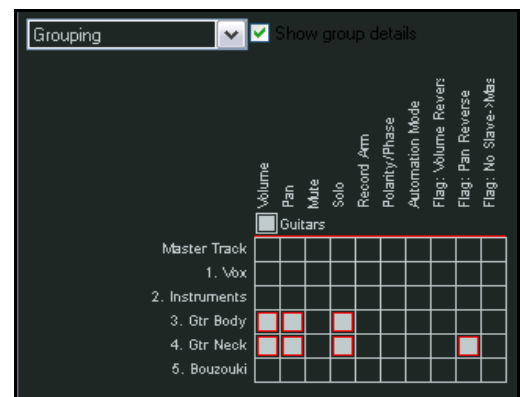 Grouping
Show group details
Volume
Pan
Mute
Solo
Record Arm
Polarity/Phase
Automation Mode
Flag: Volume Revers
Flag: Pan Reverse
Flag: No Slave->Mas
Guitars
Master Track
1. Vox
2. Instruments
3. Gtr Body
4. Gtr Neck
5. Bouzouki